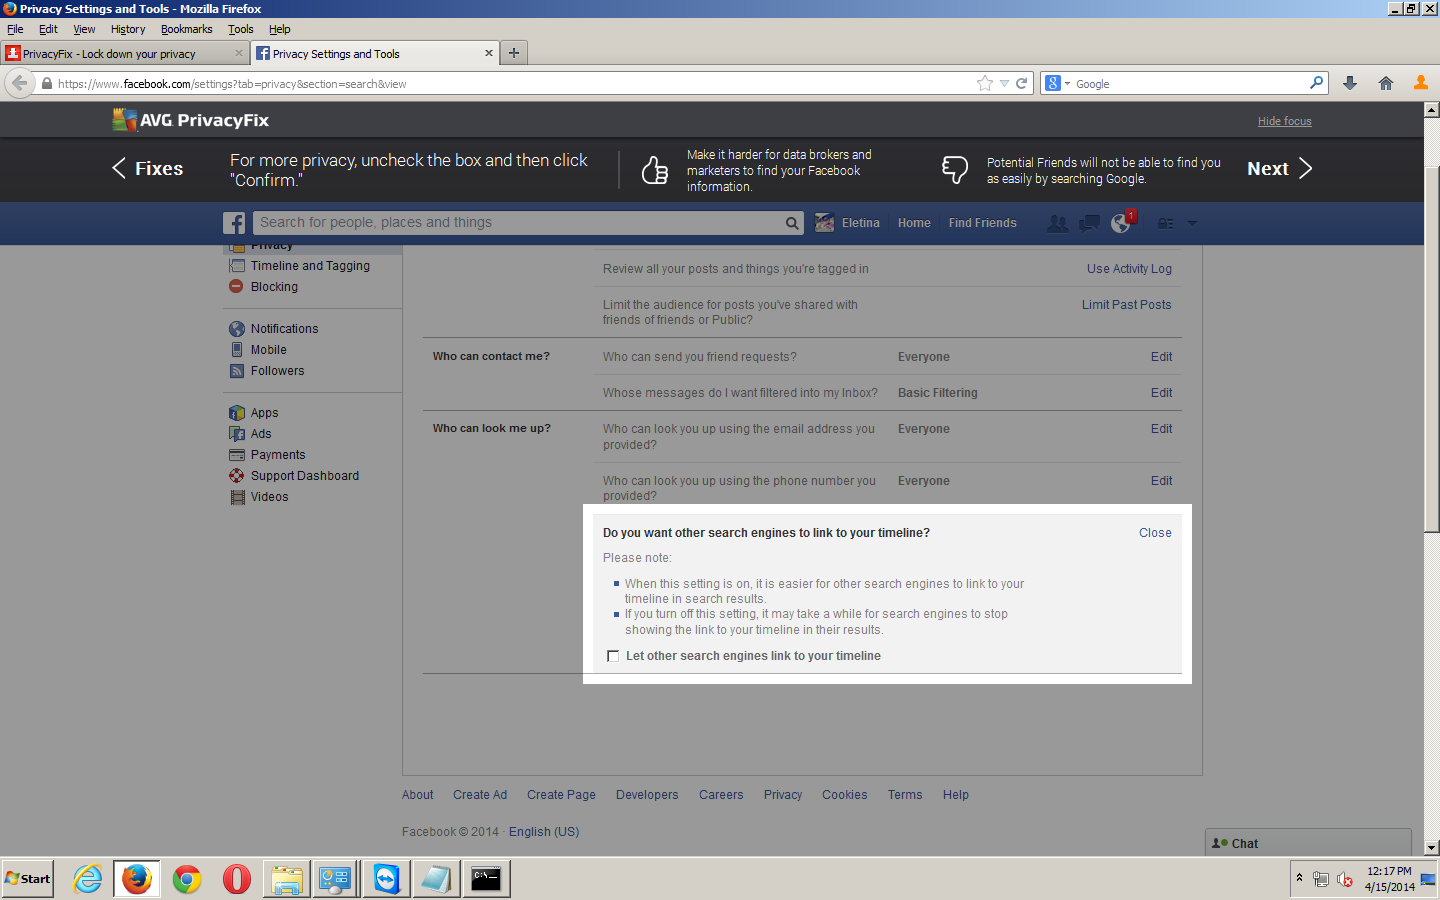 Privacy Settings and Tools - Mozilla Firefox
File Edit View History Bookmarks Tools Help
PrivacyFix - Lock down your privacy
Privacy Settings and Tools
https://www.facebook.com/settings?tab=privacy&section=search&view
Google
AVG PrivacyFix
Hide focus
Fixes
For more privacy, uncheck the box and then click
"Confirm."
Make it harder for data brokers and
marketers to find your Facebook
information.
Potential Friends will not be able to find you
as easily by searching Google.
Next
Search for people, places and things
Eletina
Home
Find Friends
1
Privacy
Timeline and Tagging
Blocking
Notifications
Mobile
Followers
Apps
Ads
Payments
Support Dashboard
Videos
Review all your posts and things you're tagged in
Use Activity Log
Limit the audience for posts you've shared with
friends of friends or Public?
Limit Past Posts
Who can contact me?
Who can send you friend requests?
Everyone
Edit
Whose messages do I want filtered into my Inbox?
Basic Filtering
Edit
Who can look me up?
Who can look you up using the email address you
provided?
Everyone
Edit
Who can look you up using the phone number you
provided?
Everyone
Edit
Do you want other search engines to link to your timeline?
Close
Please note:
When this setting is on, it is easier for other search engines to link to your
timeline in search results.
If you turn off this setting, it may take a while for search engines to stop
showing the link to your timeline in their results.
Let other search engines link to your timeline
About Create Ad Create Page Developers Careers Privacy Cookies Terms Help
Facebook © 2014 · English (US)
Chat
Start
C:\
12:17 PM
4/15/2014